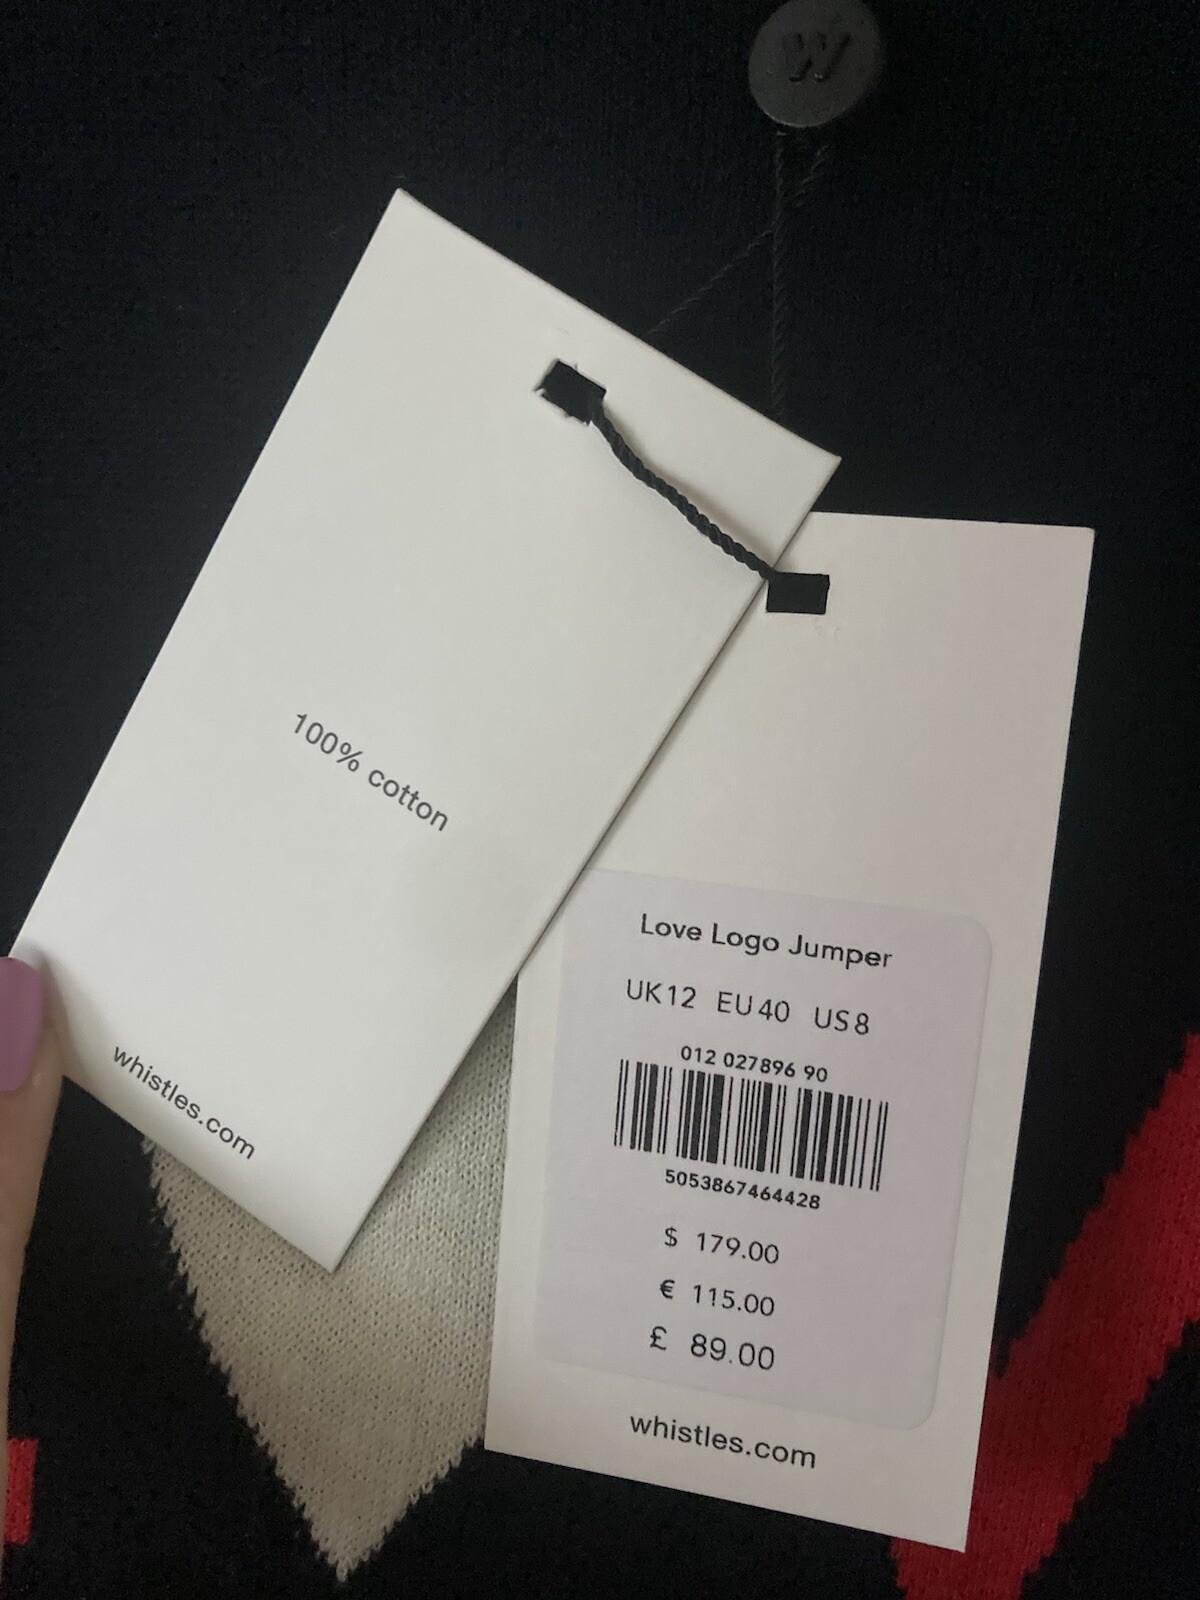 W
100% cotton
whistles.com
Love Logo Jumper
UK12 EU40 US8
012 027896 90
5053867464428
$ 179.00
€ 115.00
£ 89.00
whistles.com